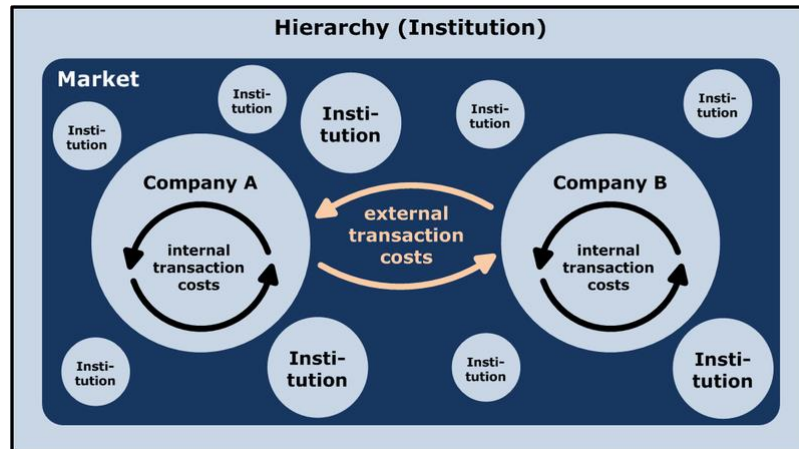 Hierarchy (Institution)
Market
Insti-
tution
Insti-
tution
Insti-
tution
Insti-
tution
Insti-
tution
Company A
internal
transaction
costs
external
transaction
costs
Company B
internal
transaction
costs
Insti-
tution
Insti-
tution
Insti-
tution
Insti-
tution